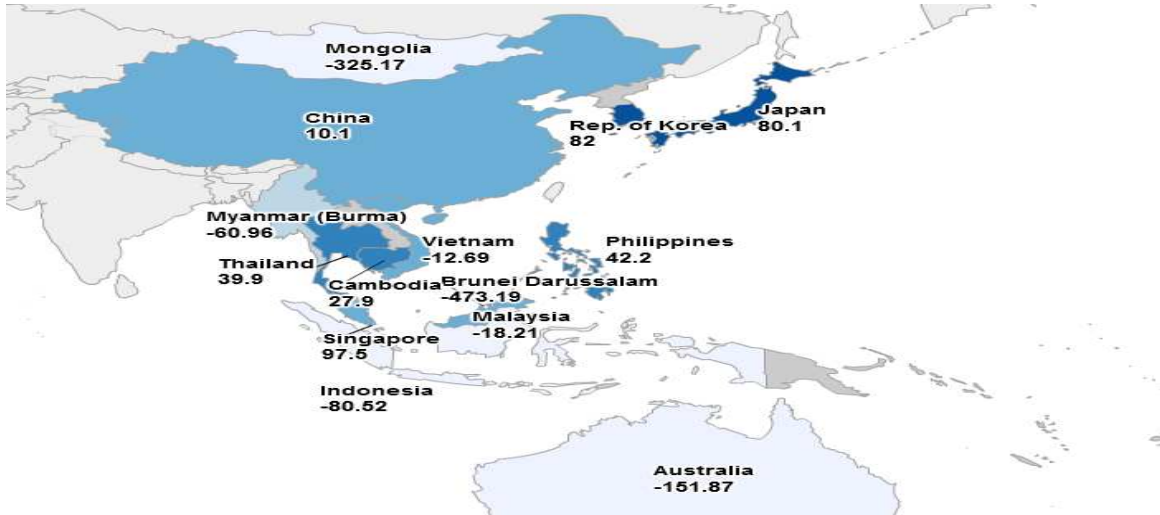 Mongolia
-325.17
China
10.1
Japan
80.1
Rep. of Korea
82
Myanmar (Burma)
-60.96
Vietnam
-12.69
Philippines
42.2
Thailand
39.9
Cambodia
27.9
Brunei Darussalam
-473.19
Malaysia
-18.21
Singapore
97.5
Indonesia
-80.52
Australia
-151.87